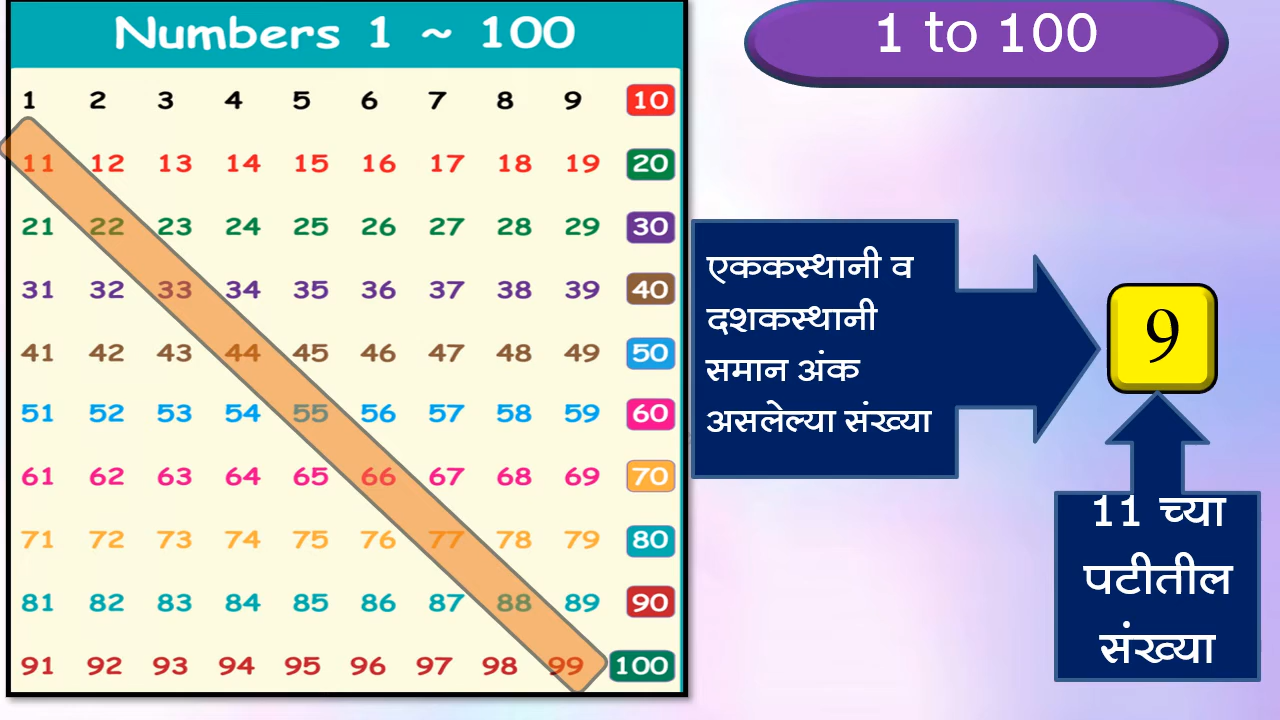 Numbers 1 ~ 100
1 2 3 4 5 6 7 8 9 10
11 12 13 14 15 16 17 18 19 20
21 22 23 24 25 26 27 28 29 30
31 32 33 34 35 36 37 38 39 40
41 42 43 44 45 46 47 48 49 50
51 52 53 54 55 56 57 58 59 60
61 62 63 64 65 66 67 68 69 70
71 72 73 74 75 76 77 78 79 80
81 82 83 84 85 86 87 88 89 90
91 92 93 94 95 96 97 98 99 100
1 to 100
एककस्थानी व
दशकस्थानी
समान अंक
असलेल्या संख्या
9
11 च्या
पटीतील
संख्या